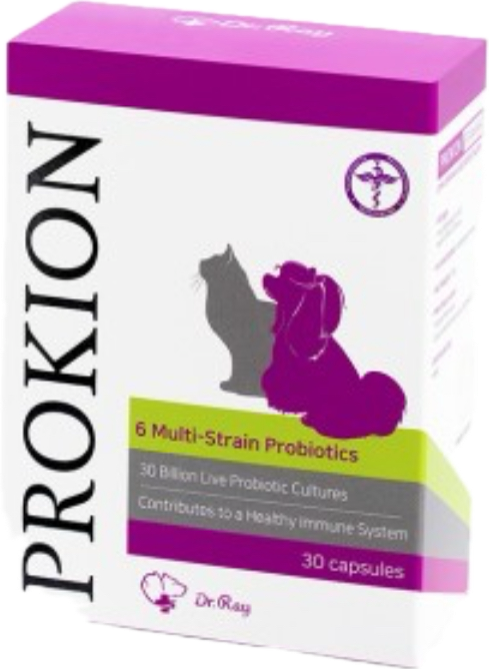 Dr. Ray
PROKION
6 Multi-Strain Probiotics
30 Billion Live Probiotic Cultures
Contributes to a Healthy Immune System
30 capsules
Dr. Ray